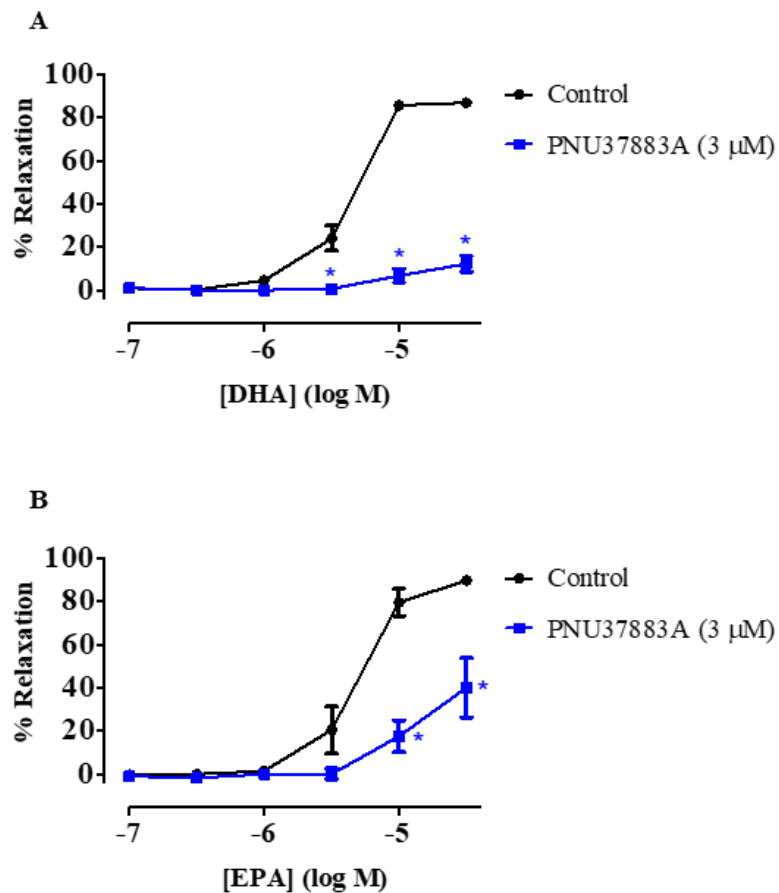 A
100
80
60
40
20
0
% Relaxation
-7
-6
-5
[DHA] (log M)
Control
PNU37883A (3 μM)
*
*
*
B
100
80
60
40
20
0
% Relaxation
-7
-6
-5
[EPA] (log M)
Control
PNU37883A (3 μM)
*
*